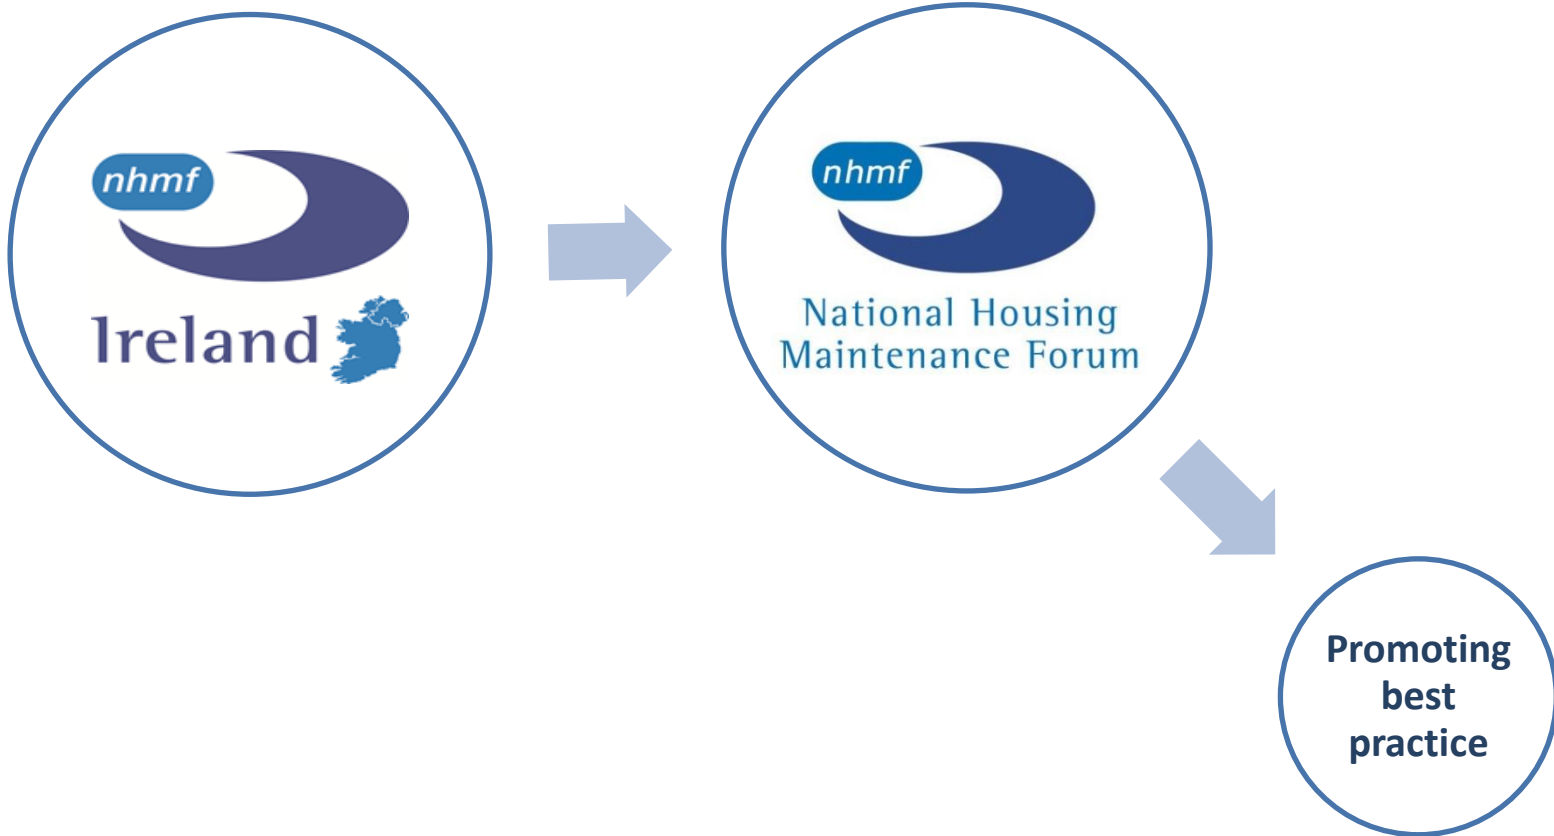 nhmf
Ireland
nhmf
National Housing
Maintenance Forum
Promoting
best
practice